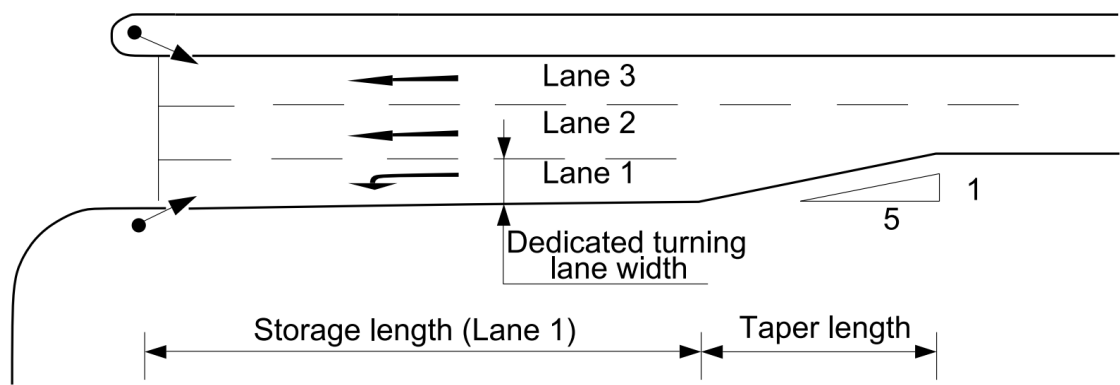 Lane 3
Lane 2
Lane 1
1
5
Dedicated turning
lane width
Storage length (Lane 1)
Taper length